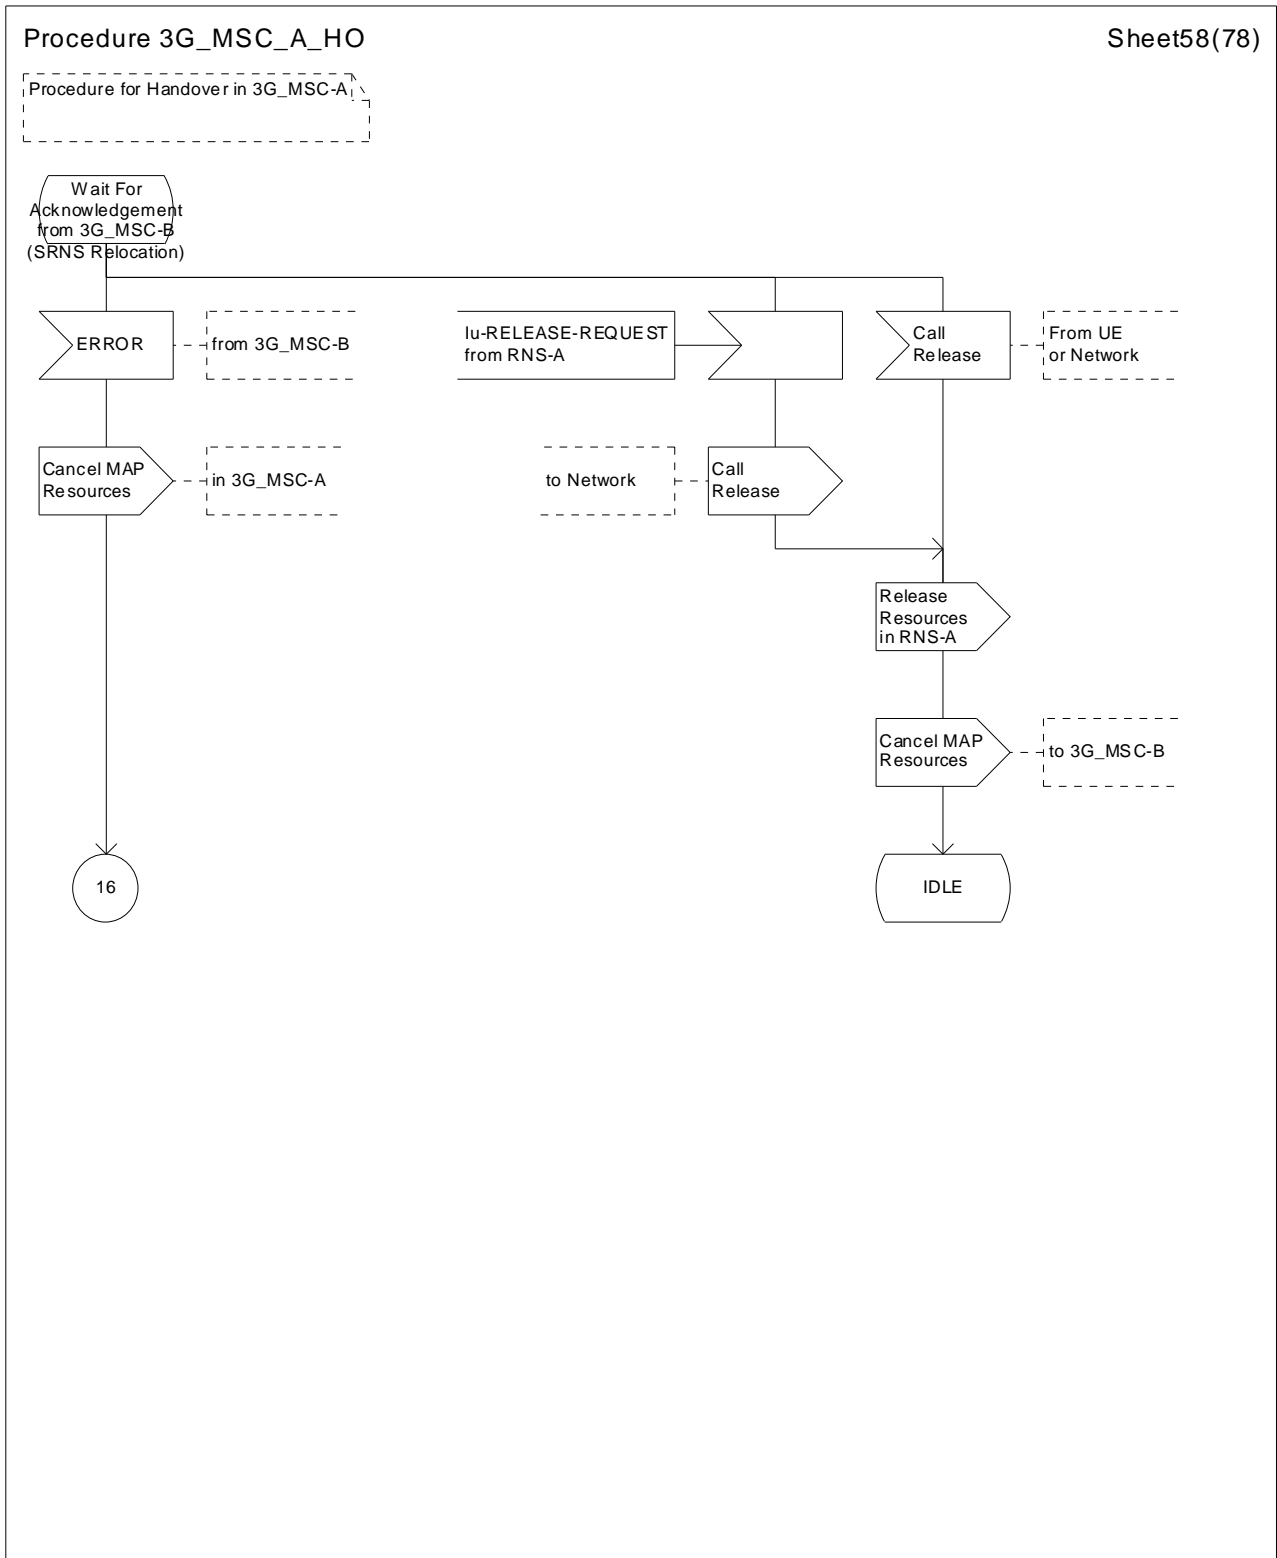 Procedure 3G_MSC_A_HO
Sheet58(78)
Procedure for Handover in 3G_MSC-A
Wait For
Acknowledgement
from 3G_MSC-B
(SRNS Relocation)
ERROR
from 3G_MSC-B
Iu-RELEASE-REQUEST
from RNS-A
Call
Release
From UE
or Network
Cancel MAP
Resources
in 3G_MSC-A
to Network
Call
Release
Release
Resources
in RNS-A
Cancel MAP
Resources
to 3G_MSC-B
16
IDLE